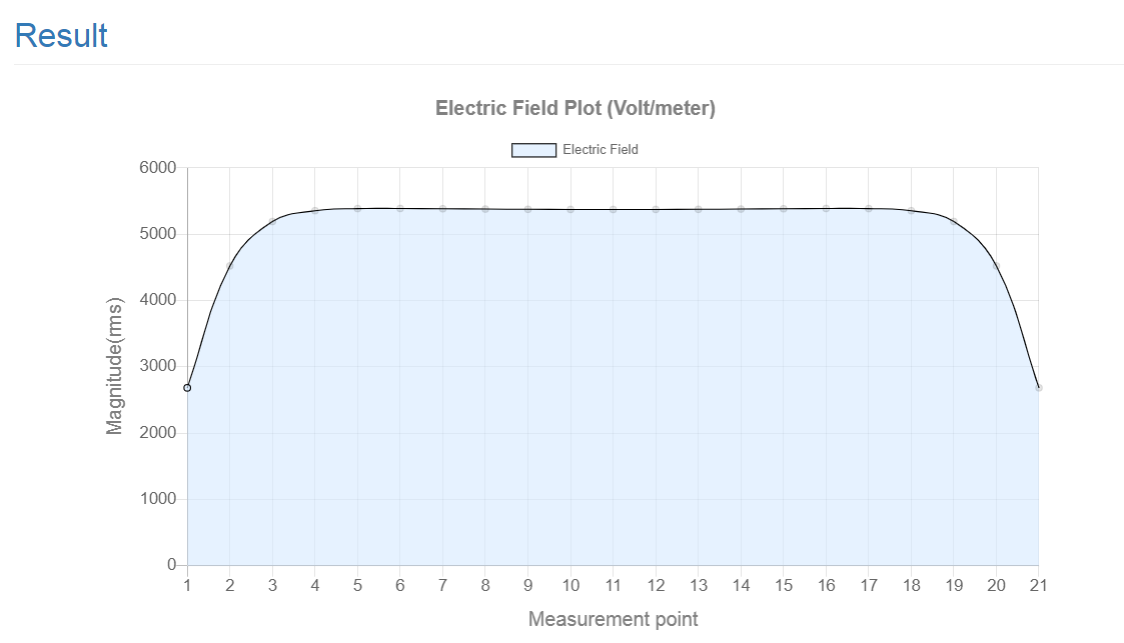 Result
Electric Field Plot (Volt/meter)
Electric Field
6000
5000
4000
3000
2000
1000
0
Magnitude(rms)
1 2 3 4 5 6 7 8 9 10 11 12 13 14 15 16 17 18 19 20 21
Measurement point